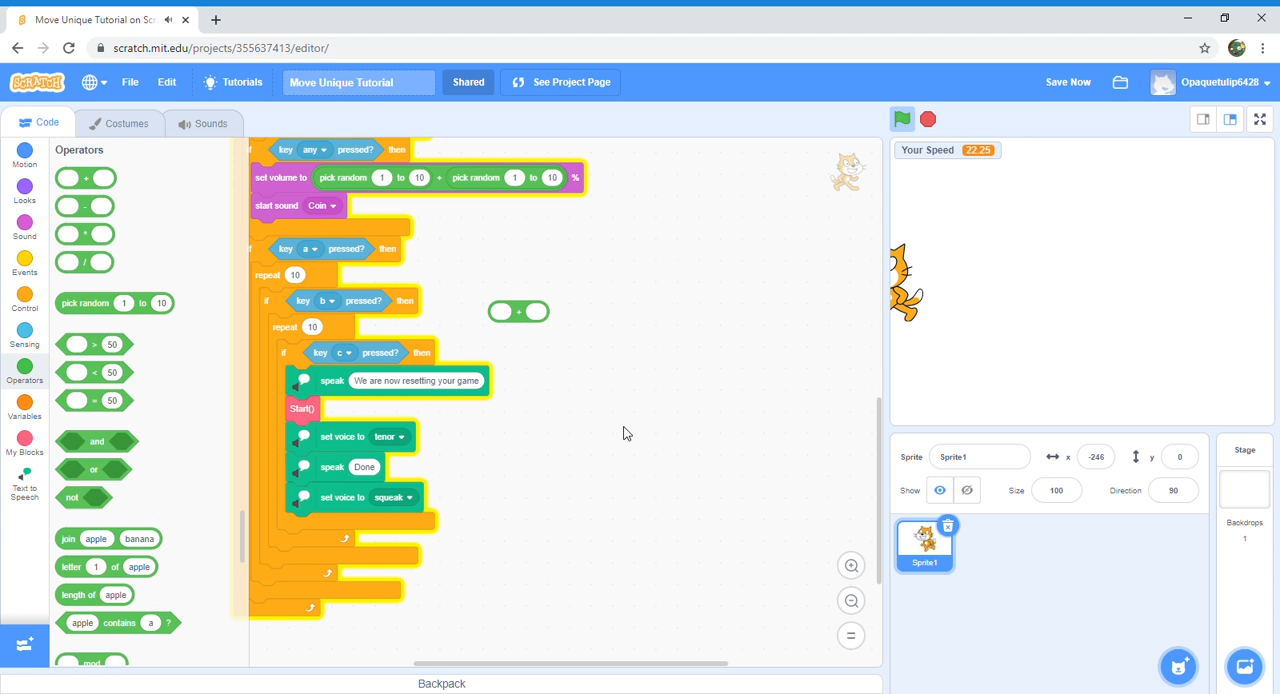 Move Unique Tutorial on Scr
scratch.mit.edu/projects/355637413/editor/
SCRATCH File Edit Tutorials Move Unique Tutorial Shared See Project Page Save Now Opaquetulip6428
Code Costumes Sounds
Motion
Looks
Sound
Events
Control
Sensing
Operators
Variables
My Blocks
Text to
Speech
Operators
+
-
*
/
pick random 1 to 10
> 50
< 50
= 50
and
or
not
join apple banana
letter 1 of apple
length of apple
apple contains a ?
mod
key any pressed? then
set volume to pick random 1 to 10 + pick random 1 to 10 %
start sound Coin
key a pressed? then
repeat 10
if key b pressed? then
repeat 10
if key c pressed? then
speak We are now resetting your game
Start()
set voice to tenor
speak Done
set voice to squeak
+
Your Speed 22.25
Sprite Sprite1 x -246 y 0
Show Size 100 Direction 90
Sprite1
Stage
Backdrops
1
Backpack